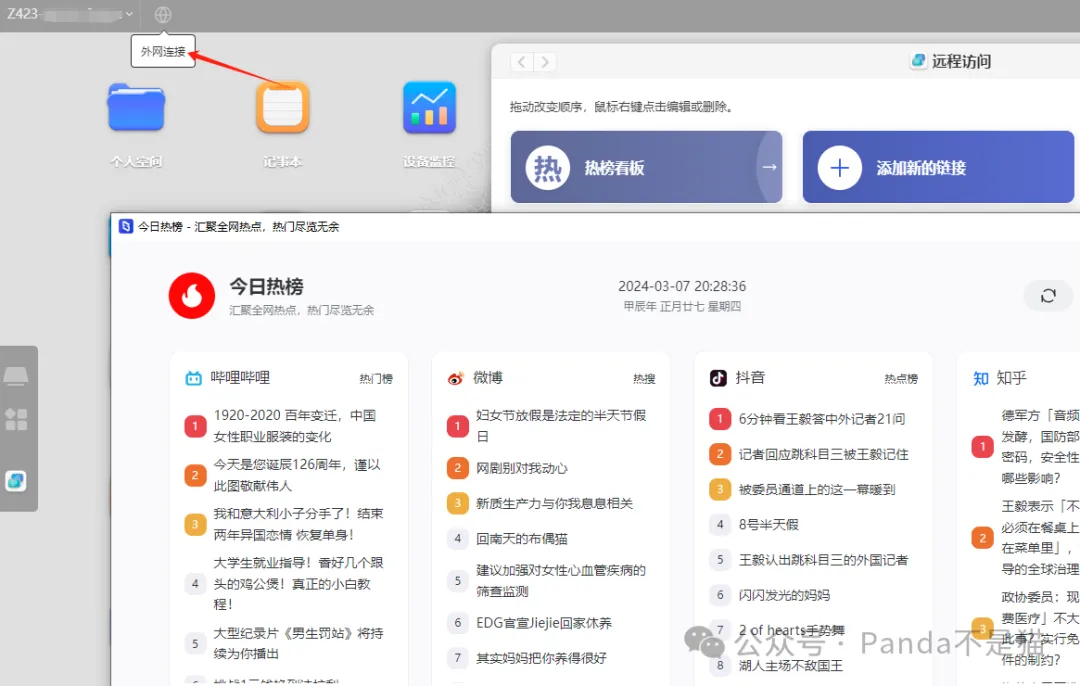 Z423-
外网连接
个人空间
记事本
设备监控
远程访问
拖动改变顺序，鼠标右键点击编辑或删除。
热
热榜看板
添加新的链接
今日热榜 - 汇聚全网热点，热门尽览无余
今日热榜
汇聚全网热点，热门尽览无余
2024-03-07 20:28:36
甲辰年 正月廿七 星期四
哔哩哔哩
热门榜
1
1920-2020 百年变迁，中国
女性职业服装的变化
2
今天是您诞辰126周年，谨以
此图敬献伟人
3
我和意大利小子分手了！结束
两年异国恋情 恢复单身！
4
大学生就业指导！香好几个跟
头的鸡公煲！真正的小白教
程！
5
大型纪录片《男生罚站》将持
续为你播出
微博
热搜
1
妇女节放假是法定的半天节假
日
2
网剧别对我动心
3
新质生产力与你我息息相关
4
回南天的布偶猫
5
建议加强对女性心血管疾病的
筛查监测
6
EDG官宣Jiejie回家休养
7
其实妈妈把你养得很好
抖音
热点榜
1
6分钟看王毅答中外记者21问
2
记者回应跳科目三被王毅记住
3
被委员通道上的这一幕暖到
4
8号半天假
5
王毅认出跳科目三的外国记者
6
闪闪发光的妈妈
7
2 of hearts手势舞
8
湖人主场不敌国王
知 知乎
1
德军方「音频
发酵，国防部
密码，安全性
哪些影响？
2
王毅表示「不
必须在餐桌上
在菜单里」，
导的全球治理
3
政协委员：现
费医疗」不大
此事？实行免
件的制约？
公众号 · Panda不是猫